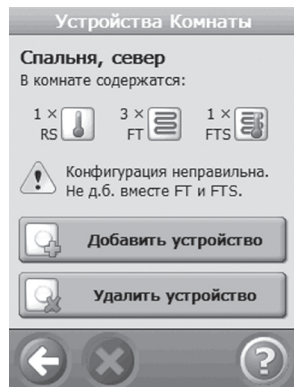 Устройства Комнаты
Спальня, север
В комнате содержатся:
1 × RS 3 × FT 1 × FTS
Конфигурация неправильна.
Не д.б. вместе FT и FTS.
Добавить устройство
Удалить устройство
?